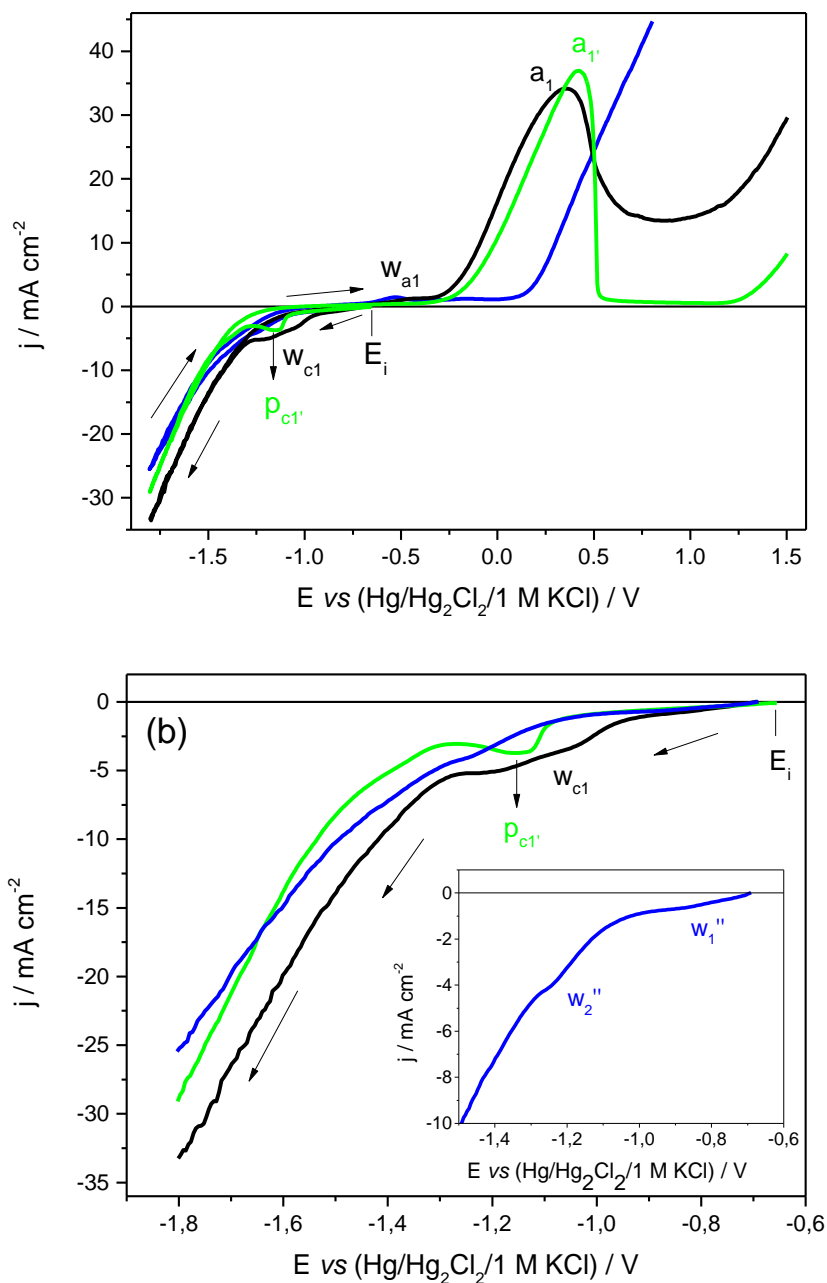 40
30
20
10
0
-10
-20
-30
j / mA cm-2
a1
a1'
wa1
wc1
Ei
pc1'
-1.5 -1.0 -0.5 0.0 0.5 1.0 1.5
E vs (Hg/Hg2Cl2/1 M KCl) / V
(b)
0
-5
-10
-15
-20
-25
-30
-35
j / mA cm-2
Ei
wc1
pc1'
0
-2
-4
-6
-8
-10
j / mA cm-2
w1''
w2''
-1,4 -1,2 -1,0 -0,8 -0,6
E vs (Hg/Hg2Cl2/1 M KCl) / V
-1,8 -1,6 -1,4 -1,2 -1,0 -0,8 -0,6
E vs (Hg/Hg2Cl2/1 M KCl) / V